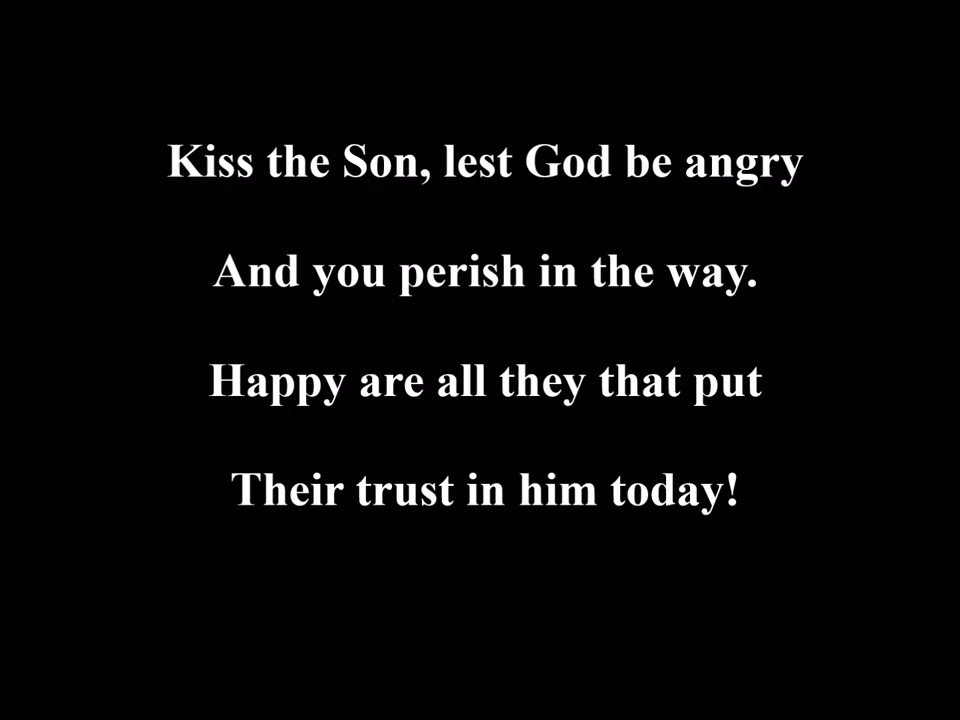 Kiss the Son, lest God be angry
And you perish in the way.
Happy are all they that put
Their trust in him today!